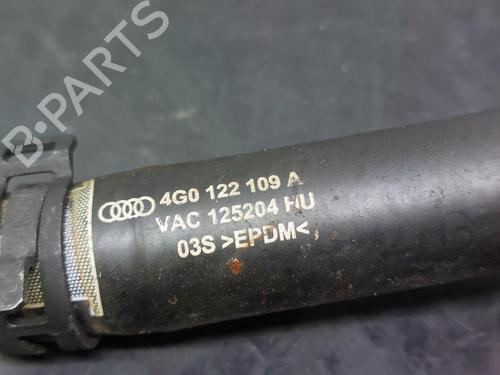 B-PARTS
4G0 122 109 A
VAC 125204 HU
03S >EPDM<